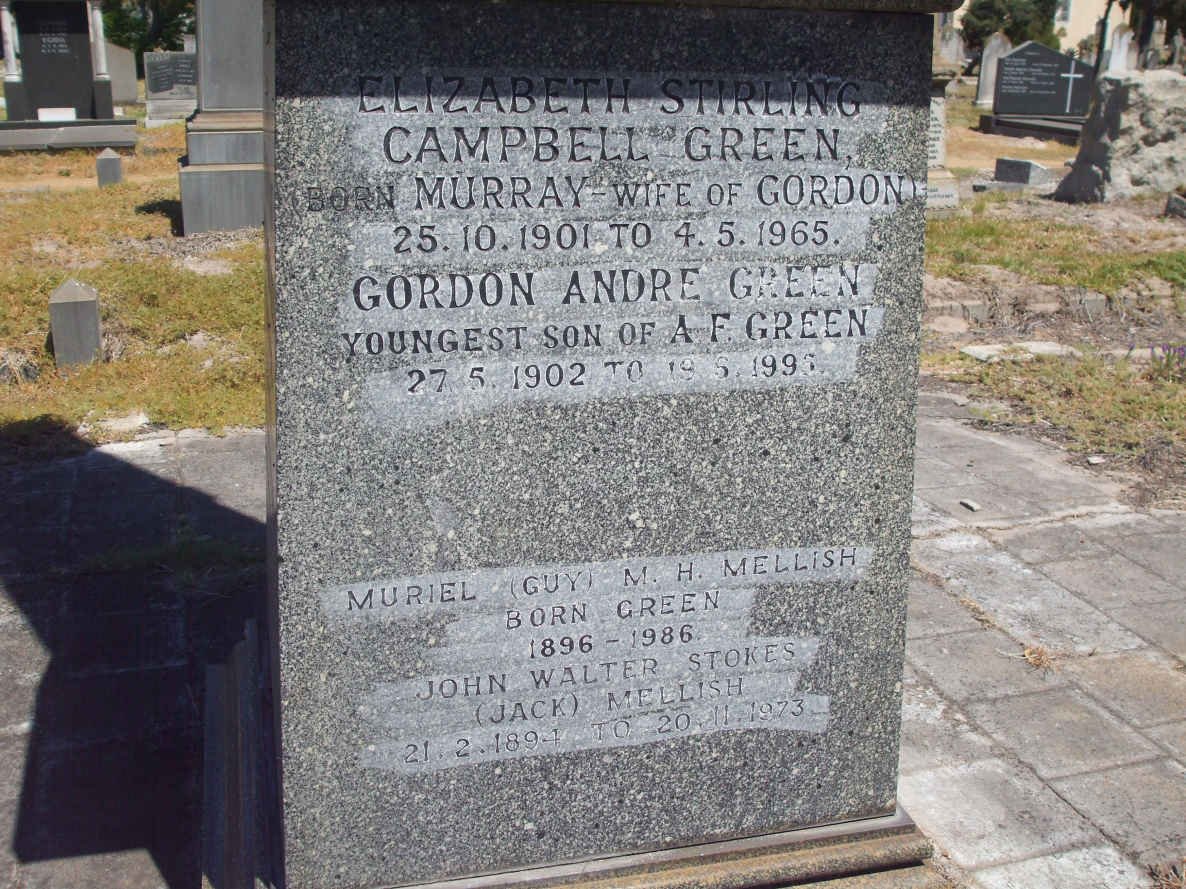 ELIZABETH STIRLING
CAMPBELL GREEN,
BORN MURRAY-WIFE OF GORDON
25.10.1901 TO 4.5.1965.
GORDON ANDRE GREEN
YOUNGEST SON OF A.F. GREEN
27.5.1902 TO
MURIEL (GUY) M. H. MELLISH
BORN GREEN
1896 - 1986.
JOHN WALTER STOKES
(JACK) MELLISH
21.2.1894 TO 20.11.1973